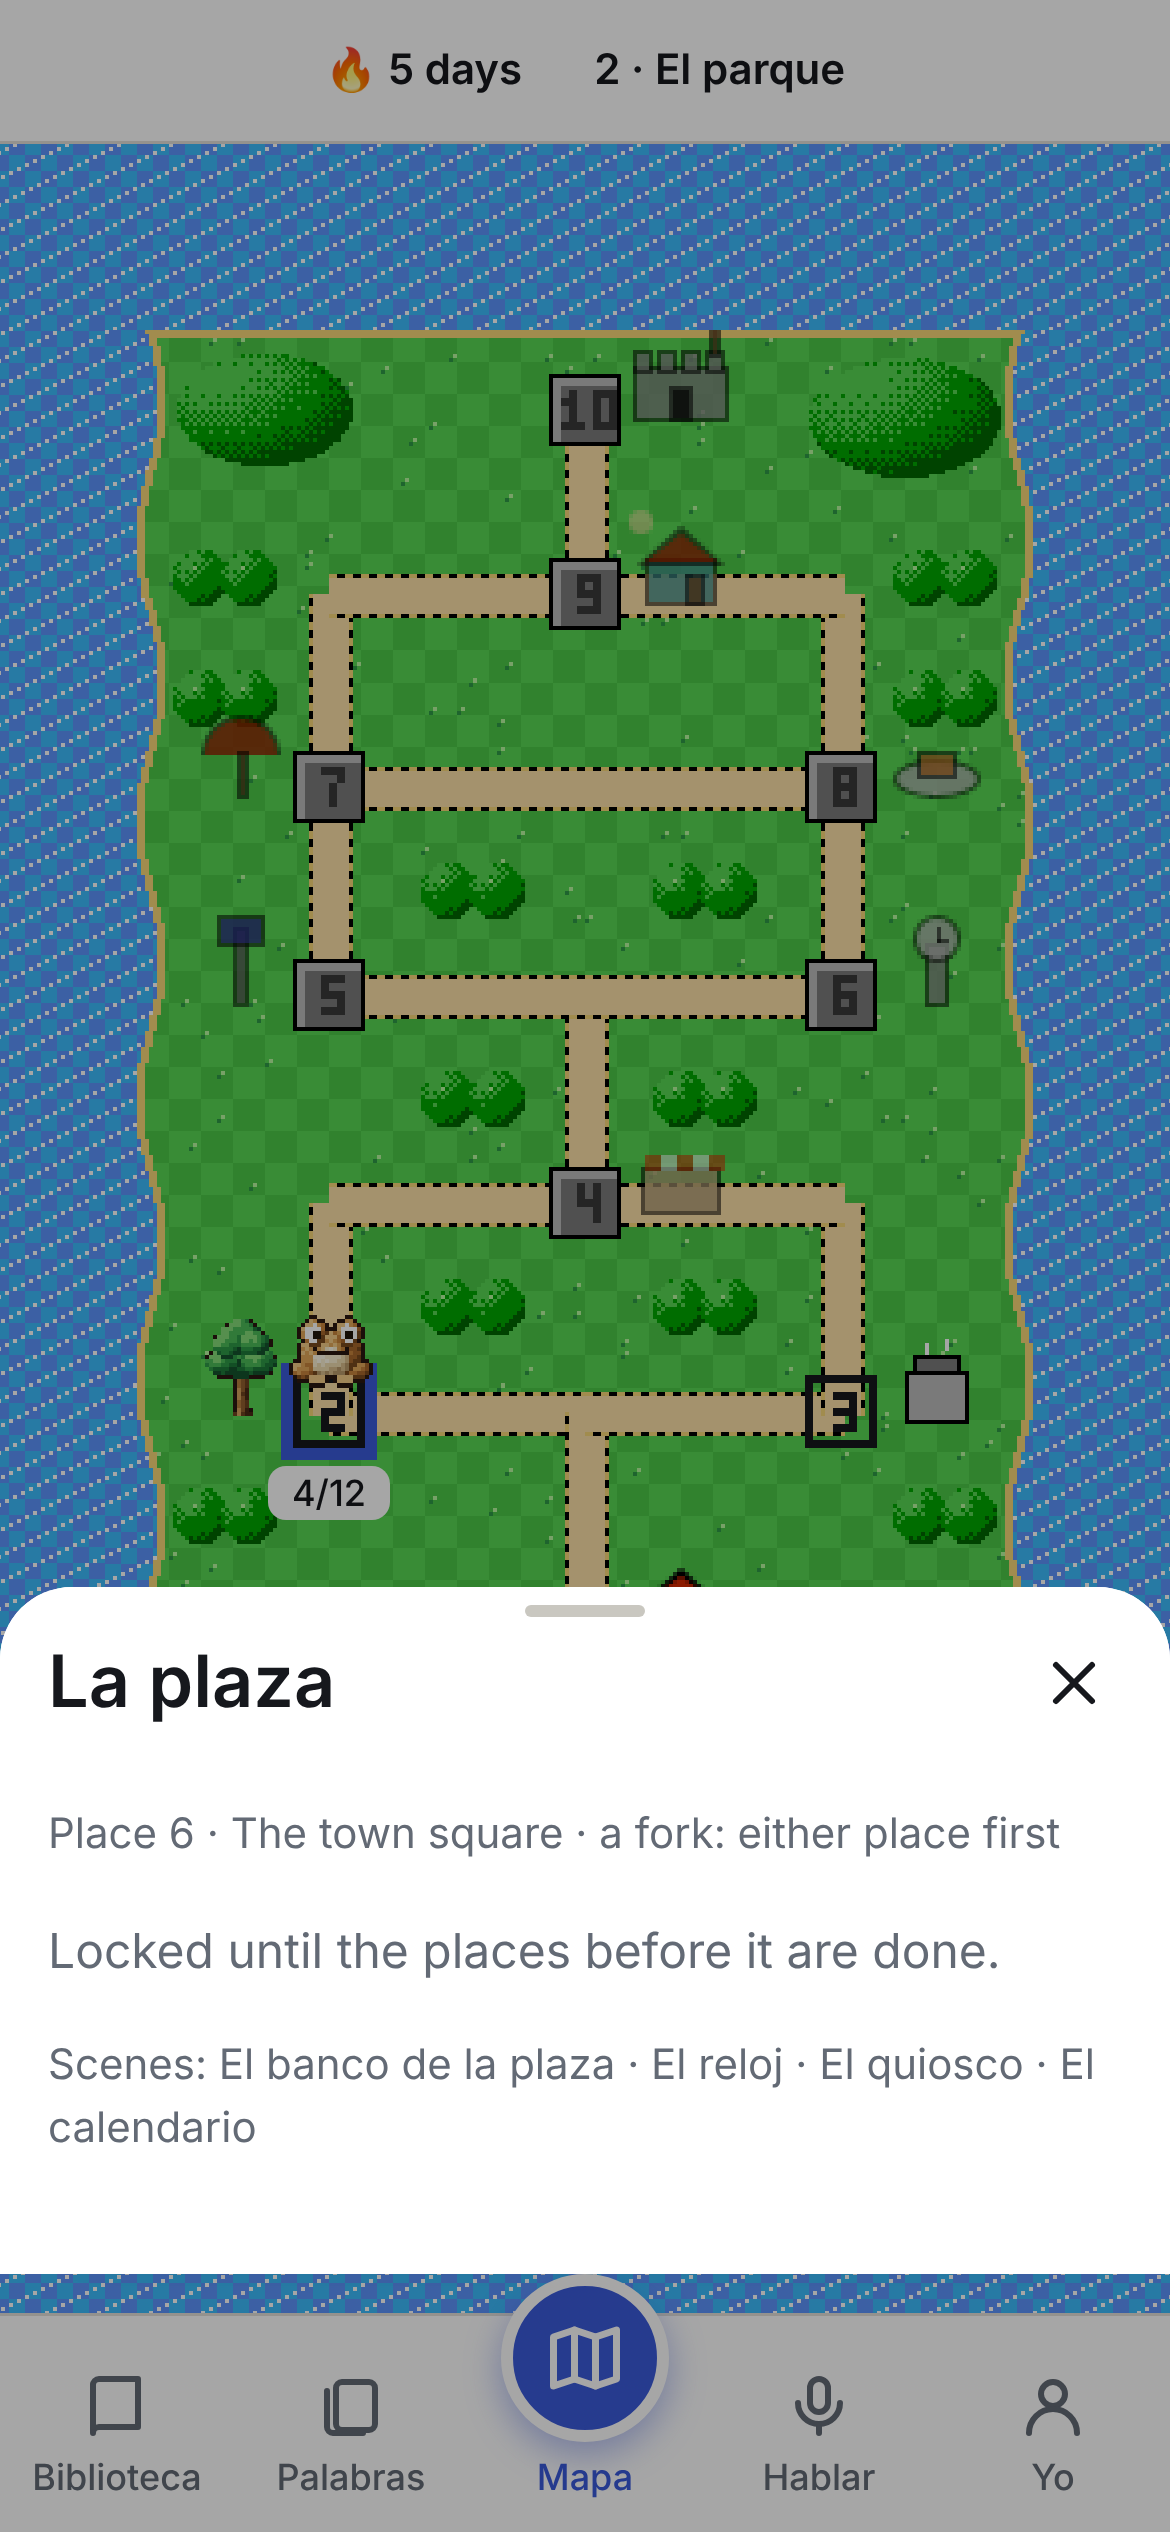 5 days 2 · El parque
10
9
7 8
5 6
4
2 3
4/12
La plaza
Place 6 · The town square · a fork: either place first
Locked until the places before it are done.
Scenes: El banco de la plaza · El reloj · El quiosco · El
calendario
Biblioteca Palabras Mapa Hablar Yo